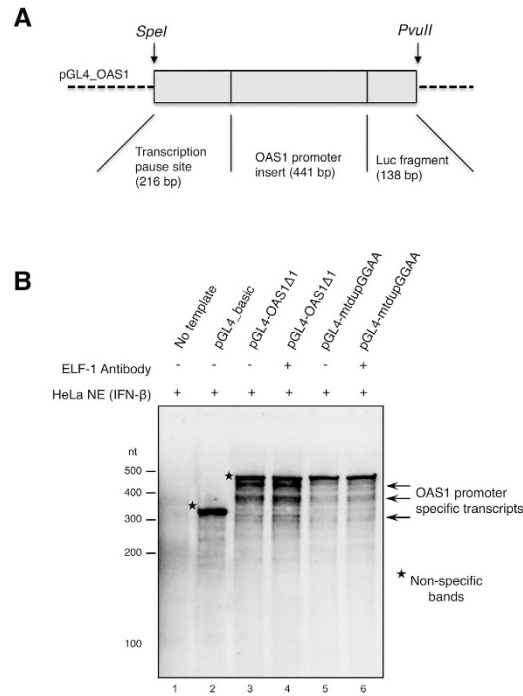 A
SpeI
PvuII
pGL4_OAS1
Transcription
pause site
(216 bp)
OAS1 promoter
insert (441 bp)
Luc fragment
(138 bp)
B
No template
pGL4_basic
pGL4-OAS1Δ1
pGL4-OAS1Δ1
pGL4-mtdupGGAA
pGL4-mtdupGGAA
ELF-1 Antibody - - - + - +
HeLa NE (IFN-β) + + + + + +
nt
500
400
300
200
100
OAS1 promoter
specific transcripts
★ Non-specific
bands
1 2 3 4 5 6